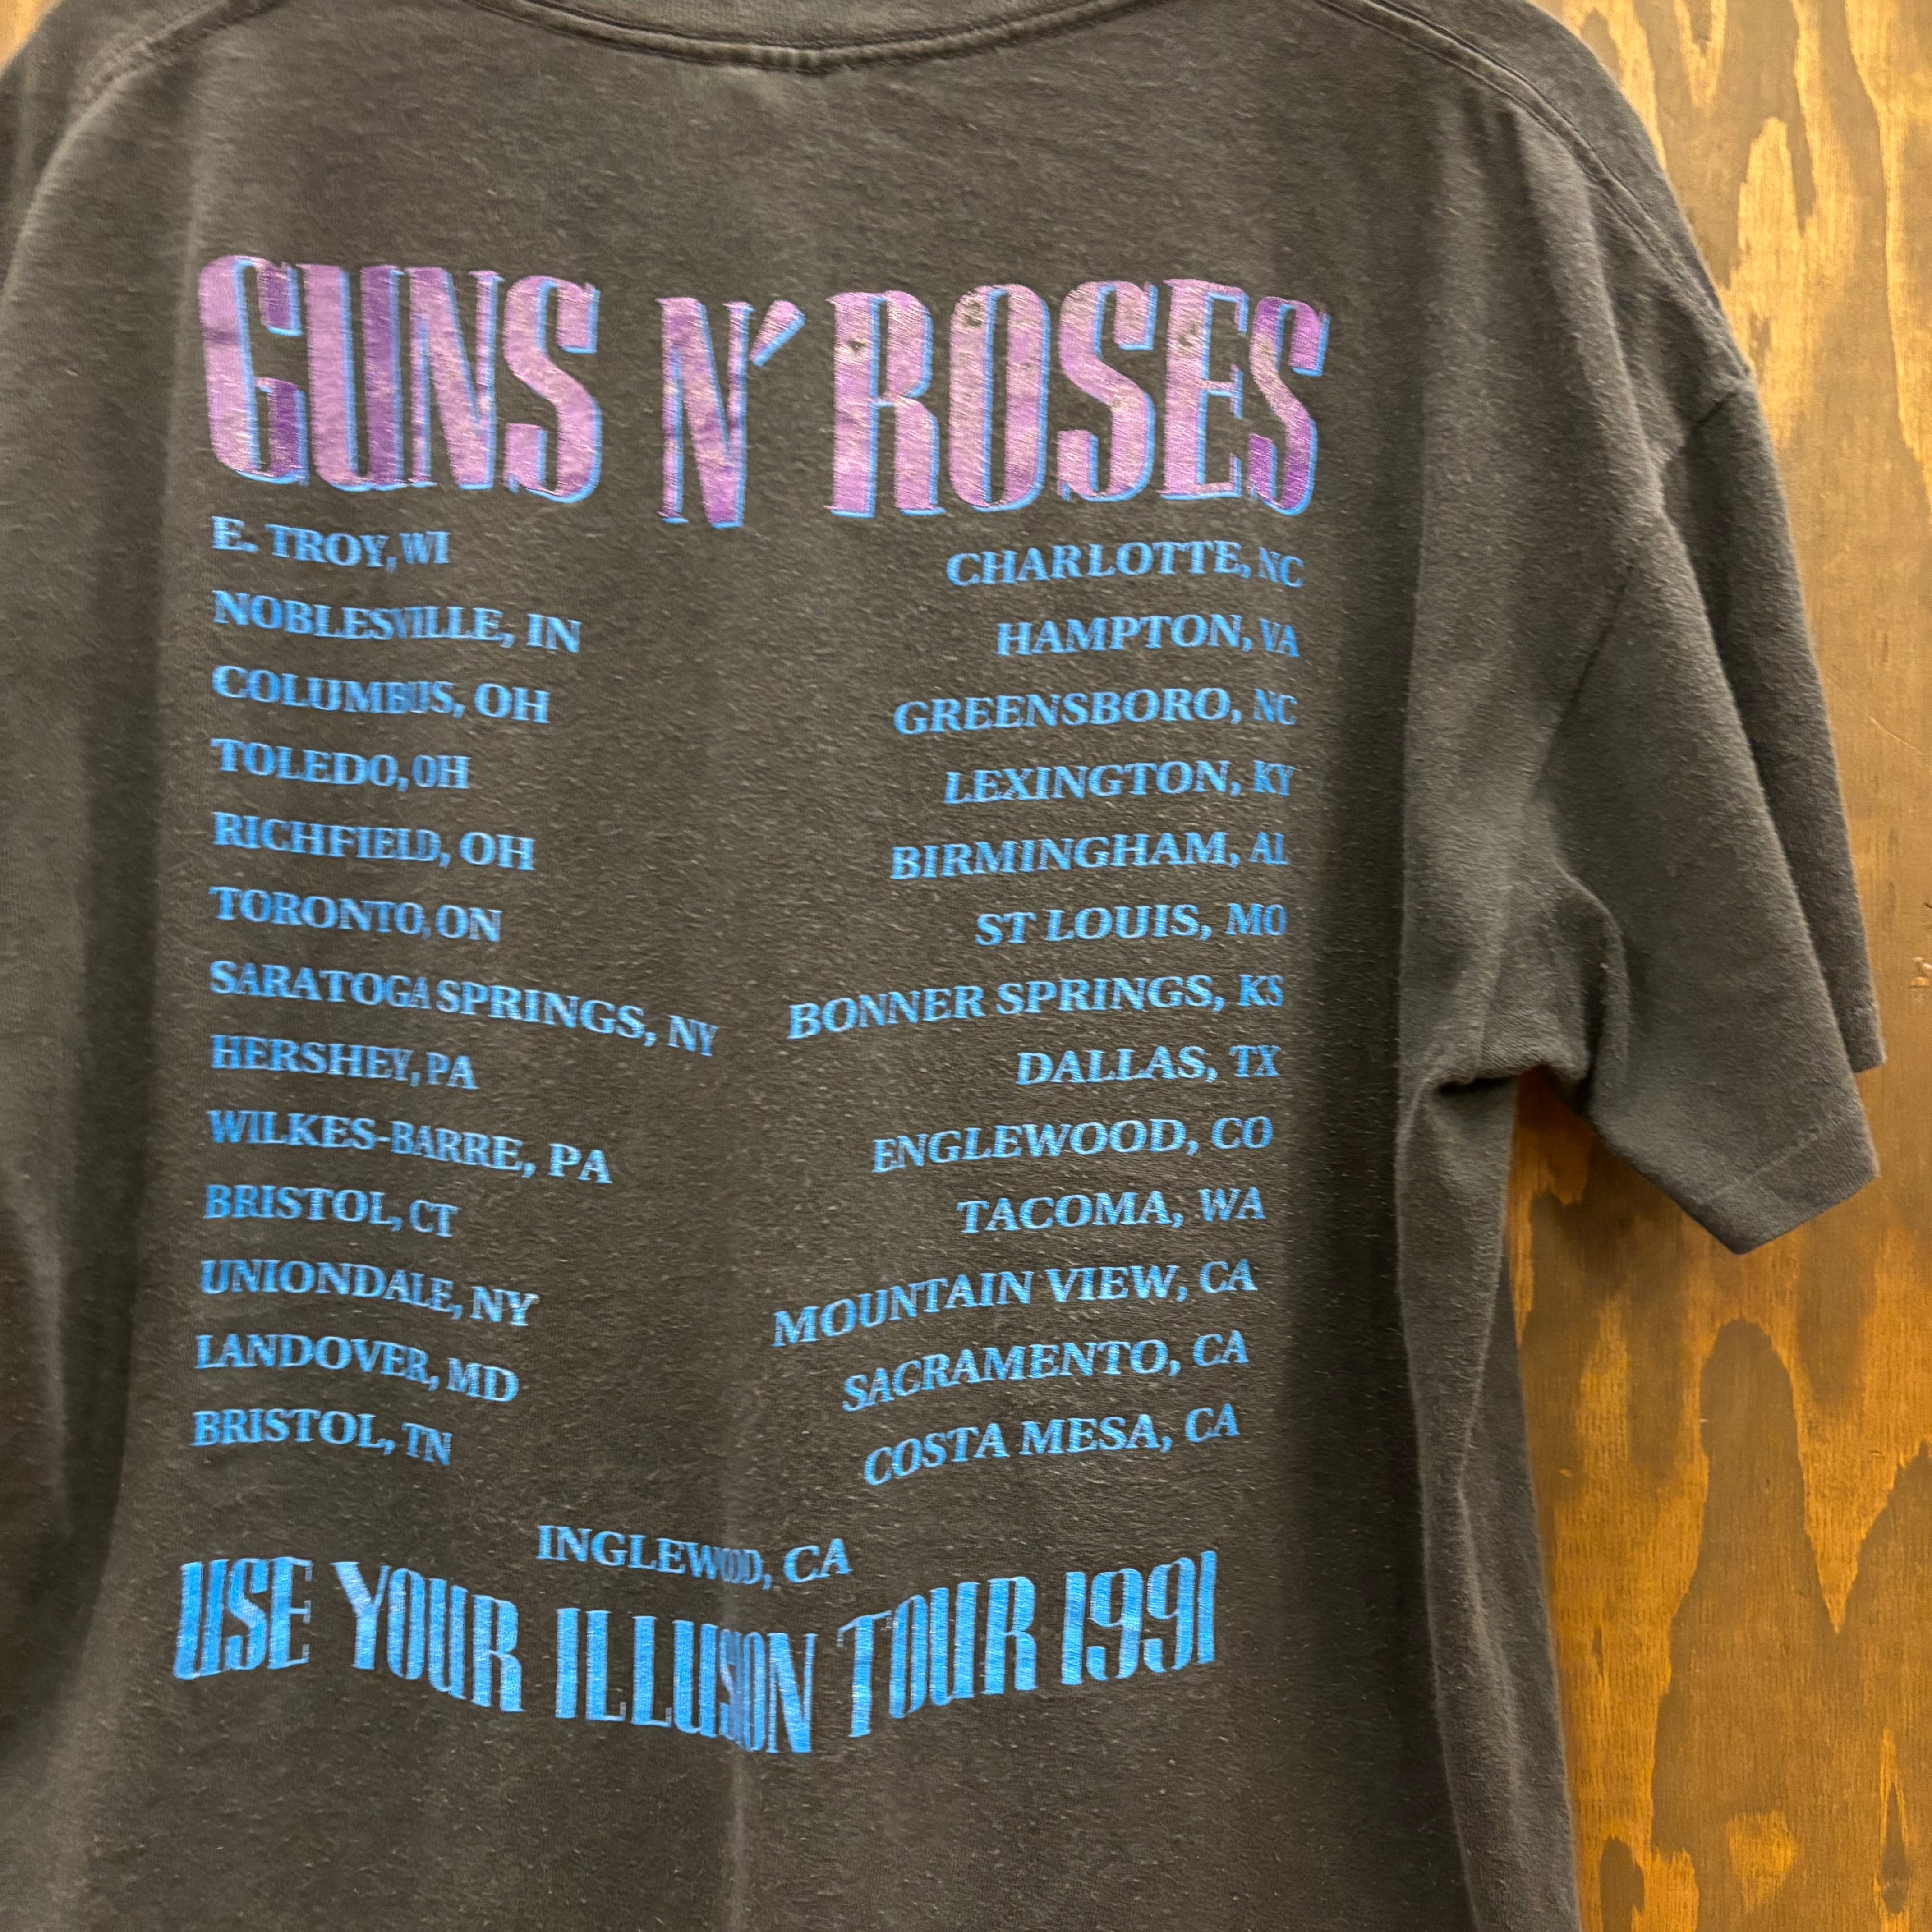 GUNS N' ROSES
E. TROY, WI
NOBLESVILLE, IN
COLUMBUS, OH
TOLEDO, OH
RICHFIELD, OH
TORONTO, ON
SARATOGA SPRINGS, NY
HERSHEY, PA
WILKES-BARRE, PA
BRISTOL, CT
UNIONDALE, NY
LANDOVER, MD
BRISTOL, TN
CHARLOTTE, NC
HAMPTON, VA
GREENSBORO, NC
LEXINGTON, KY
BIRMINGHAM, AL
ST LOUIS, MO
BONNER SPRINGS, KS
DALLAS, TX
ENGLEWOOD, CO
TACOMA, WA
MOUNTAIN VIEW, CA
SACRAMENTO, CA
COSTA MESA, CA
INGLEWOOD, CA
USE YOUR ILLUSION TOUR 1991